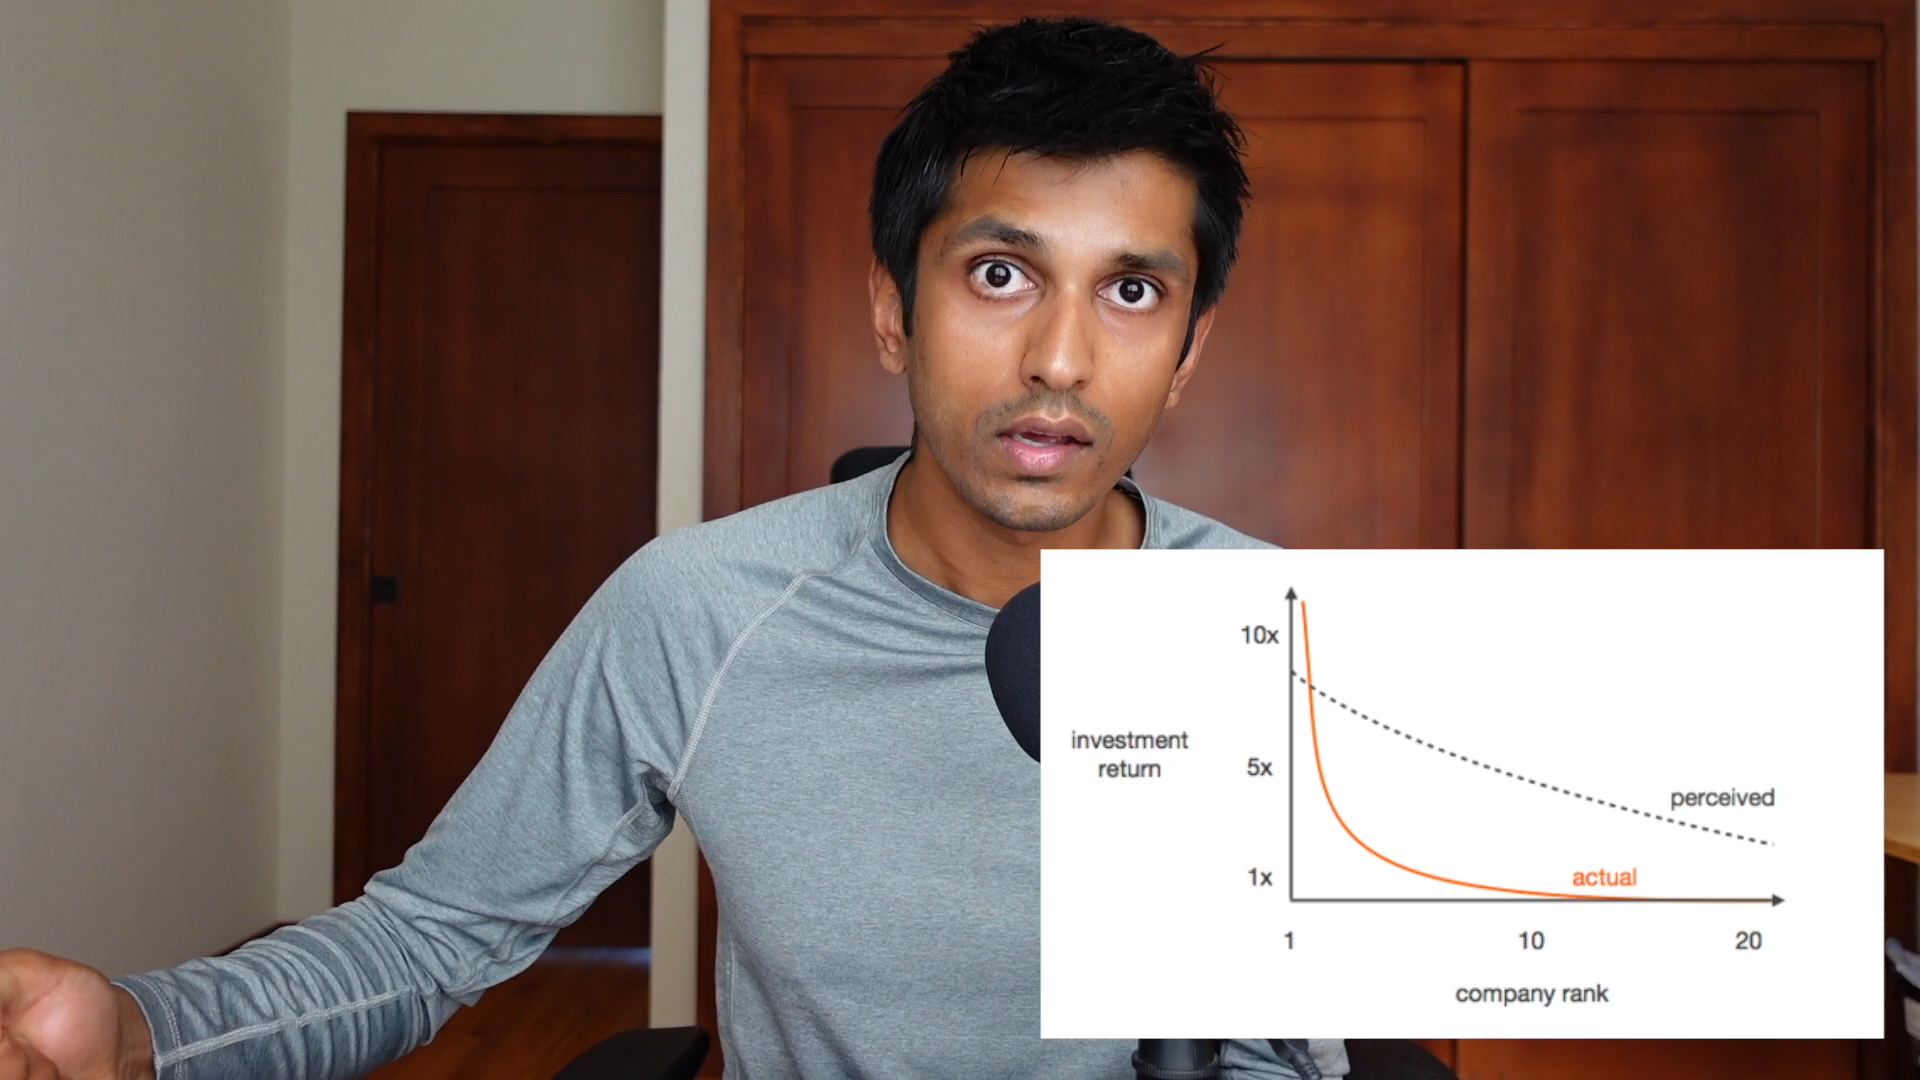 10x
investment
return
5x
perceived
1x
actual
1
10
20
company rank